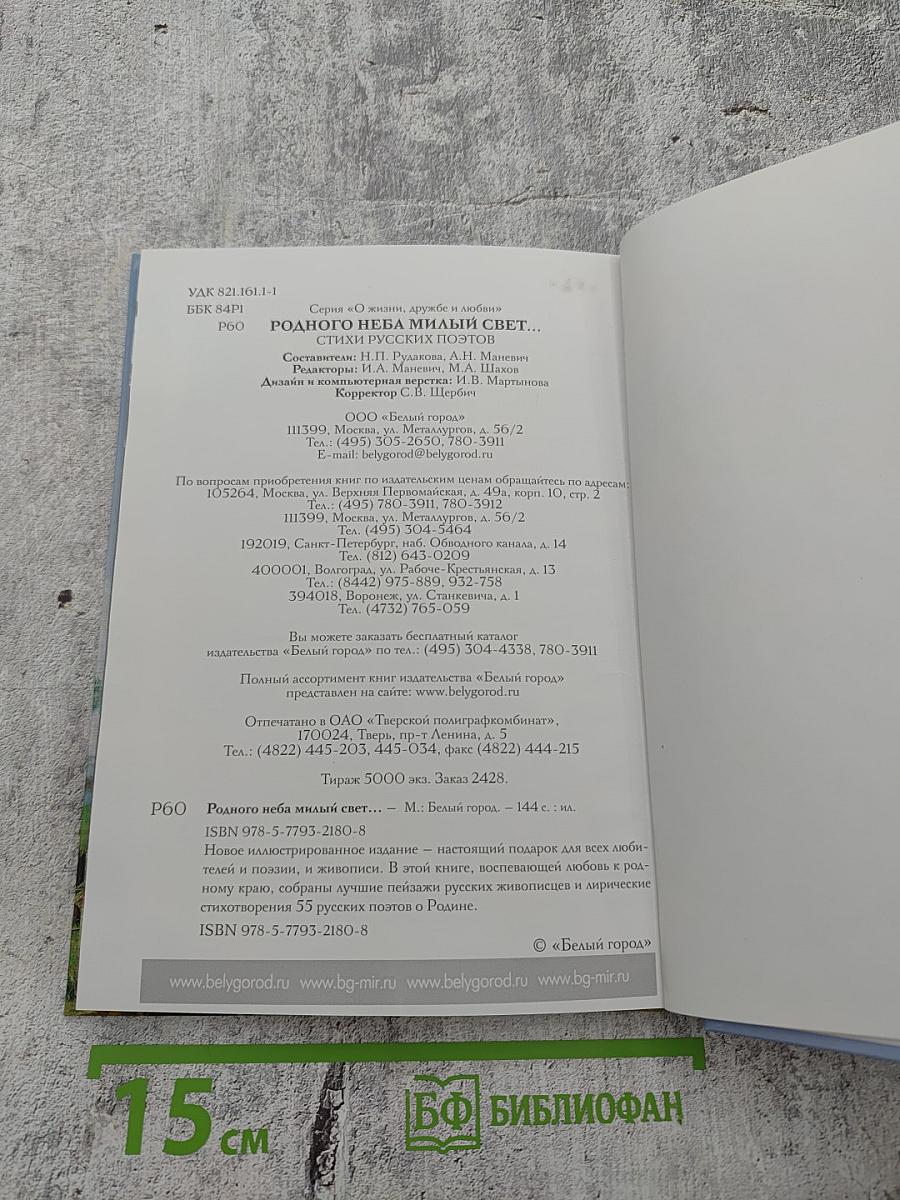 УДК 821.161.1-1
ББК 84Р1
Серия «О жизни, дружбе и любви»
Р60
РОДНОГО НЕБА МИЛЫЙ СВЕТ...
СТИХИ РУССКИХ ПОЭТОВ
Составители: Н.П. Рудакова, А.Н. Маневич
Редакторы: И.А. Маневич, М.А. Шахов
Дизайн и компьютерная верстка: И.В. Мартынова
Корректор С.В. Щербич
ООО «Белый город»
111399, Москва, ул. Металлургов, д. 56/2
Тел.: (495) 305-2650, 780-3911
E-mail: belygorod@belygorod.ru
По вопросам приобретения книг по издательским ценам обращайтесь по адресам:
105264, Москва, ул. Верхняя Первомайская, д. 49а, корп. 10, стр. 2
Тел.: (495) 780-3911, 780-3912
111399, Москва, ул. Металлургов, д. 56/2
Тел. (495) 304-5464
192019, Санкт-Петербург, наб. Обводного канала, д. 14
Тел. (812) 643-0209
400001, Волгоград, ул. Рабоче-Крестьянская, д. 13
Тел.: (8442) 975-889, 932-758
394018, Воронеж, ул. Станкевича, д. 1
Тел. (4732) 765-059
Вы можете заказать бесплатный каталог
издательства «Белый город» по тел.: (495) 304-4338, 780-3911
Полный ассортимент книг издательства «Белый город»
представлен на сайте: www.belygorod.ru
Отпечатано в ОАО «Тверской полиграфкомбинат»,
170024, Тверь, пр-т Ленина, д. 5
Тел.: (4822) 445-203, 445-034, факс (4822) 444-215
Тираж 5000 экз. Заказ 2428.
Р60 Родного неба милый свет... — М.: Белый город. – 144 с. : ил.
ISBN 978-5-7793-2180-8
Новое иллюстрированное издание — настоящий подарок для всех люби-
телей и поэзии, и живописи. В этой книге, воспевающей любовь к род-
ному краю, собраны лучшие пейзажи русских живописцев и лирические
стихотворения 55 русских поэтов о Родине.
ISBN 978-5-7793-2180-8
© «Белый город»
www.belygorod.ru www.bg-mir.ru www.belygorod.ru www.bg-mir.ru
15 см
БФ БИБЛИОФАН